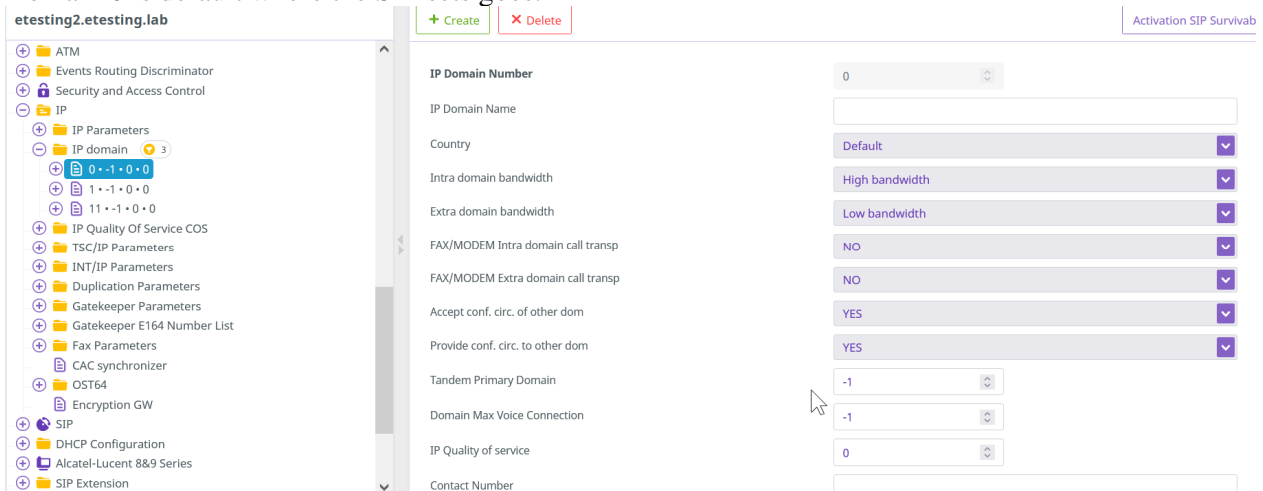 etesting2.etesting.lab
ATM
Events Routing Discriminator
Security and Access Control
IP
IP Parameters
IP domain 3
0 • -1 • 0 • 0
1 • -1 • 0 • 0
11 • -1 • 0 • 0
IP Quality Of Service COS
TSC/IP Parameters
INT/IP Parameters
Duplication Parameters
Gatekeeper Parameters
Gatekeeper E164 Number List
Fax Parameters
CAC synchronizer
OST64
Encryption GW
SIP
DHCP Configuration
Alcatel-Lucent 8&9 Series
SIP Extension
+ Create
Delete
Activation SIP Survivab
IP Domain Number 0
IP Domain Name
Country Default
Intra domain bandwidth High bandwidth
Extra domain bandwidth Low bandwidth
FAX/MODEM Intra domain call transp NO
FAX/MODEM Extra domain call transp NO
Accept conf. circ. of other dom YES
Provide conf. circ. to other dom YES
Tandem Primary Domain -1
Domain Max Voice Connection -1
IP Quality of service 0
Contact Number